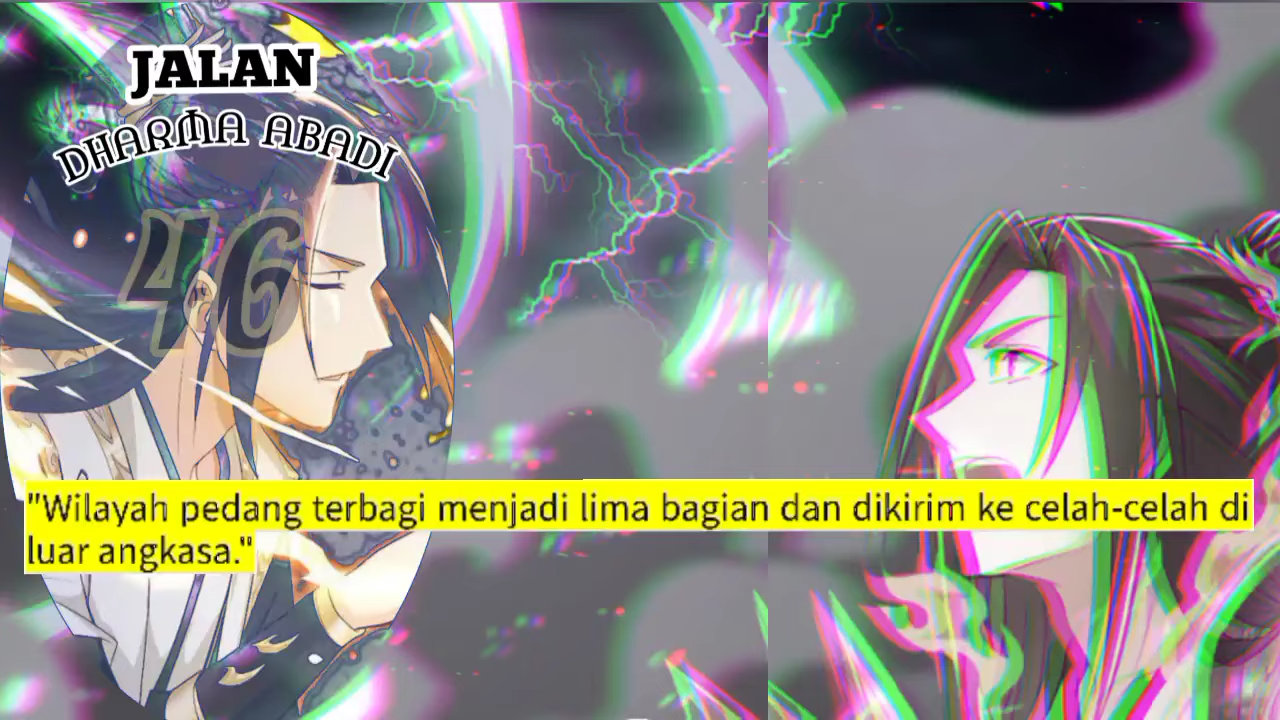 JALAN
DHARMA ABADI
46
"Wilayah pedang terbagi menjadi lima bagian dan dikirim ke celah-celah di
luar angkasa."